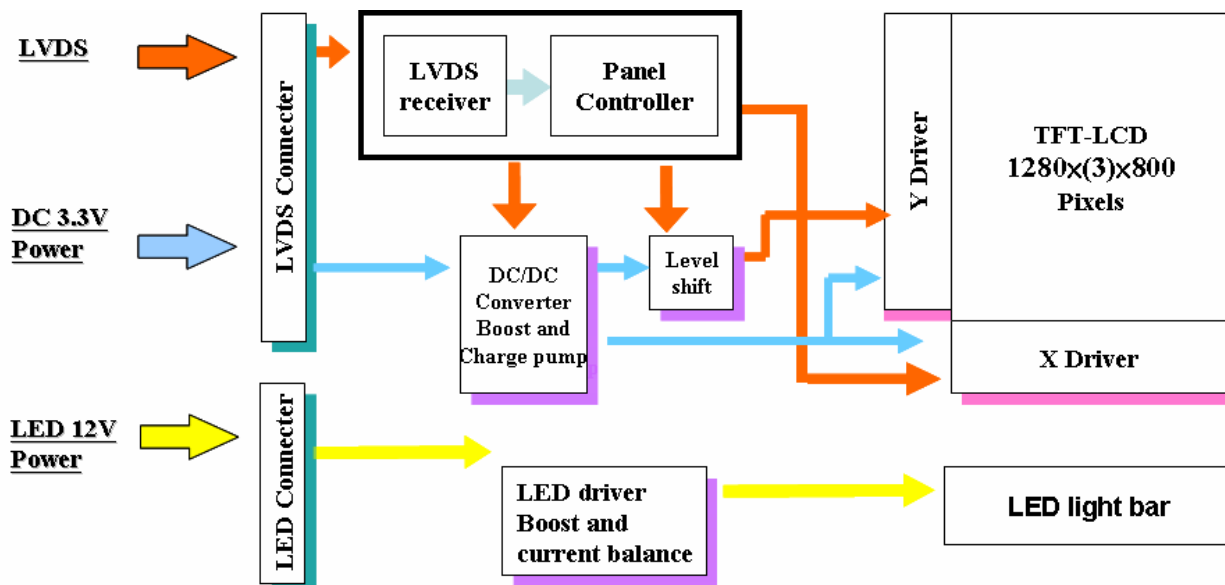 LVDS
DC 3.3V
Power
LED 12V
Power
LVDS Connecter
LED Connecter
LVDS
receiver
Panel
Controller
DC/DC
Converter
Boost and
Charge pump
Level
shift
LED driver
Boost and
current balance
Y Driver
TFT-LCD
1280×(3)×800
Pixels
X Driver
LED light bar